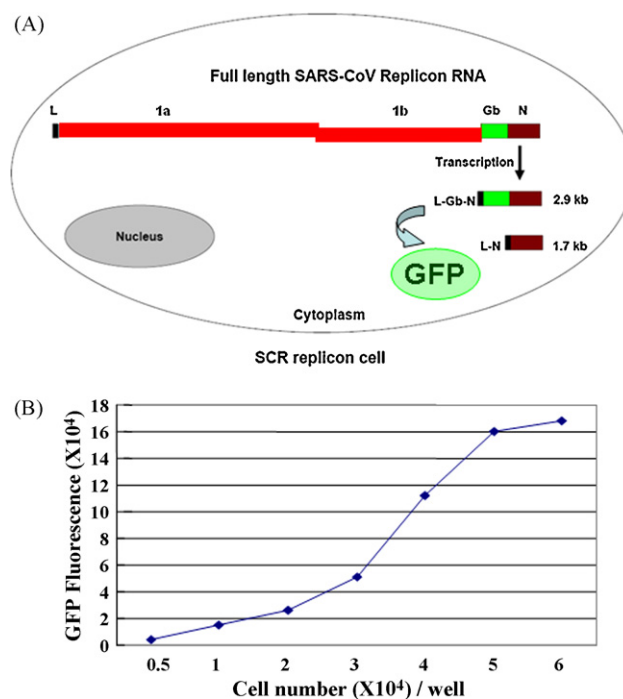 (A)
Full length SARS-CoV Replicon RNA
L 1a 1b Gb N
Transcription
L-Gb-N 2.9 kb
L-N 1.7 kb
Nucleus
GFP
Cytoplasm
SCR replicon cell
(B)
GFP Fluorescence (X10⁴)
18
16
14
12
10
8
6
4
2
0
0.5 1 2 3 4 5 6
Cell number (X10⁴) / well